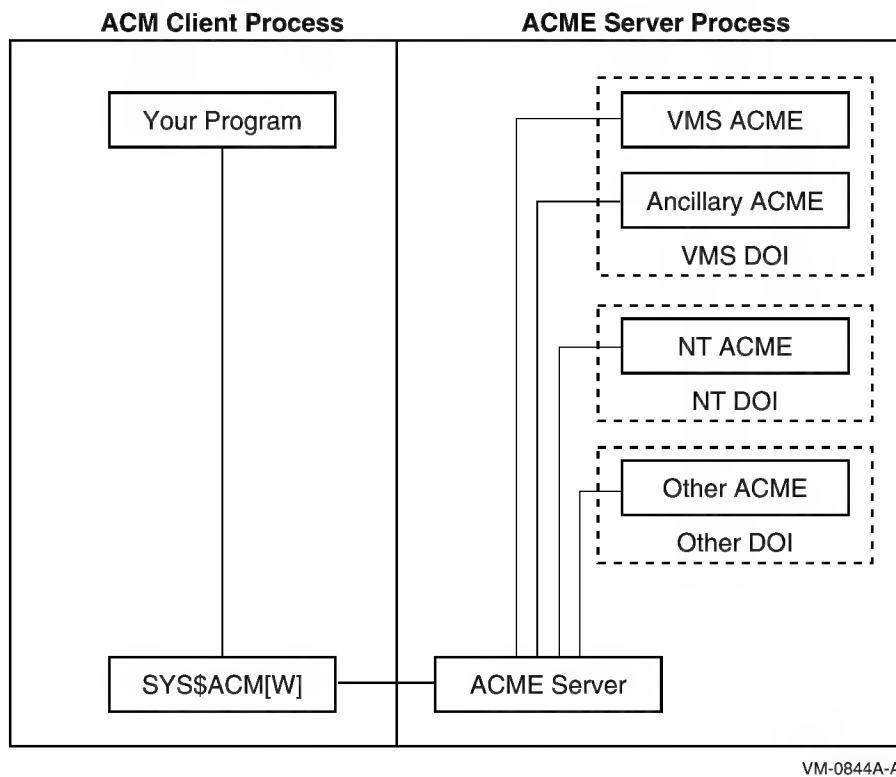 ACM Client Process
ACME Server Process
Your Program
VMS ACME
Ancillary ACME
VMS DOI
NT ACME
NT DOI
Other ACME
Other DOI
SYS$ACM[W]
ACME Server
VM-0844A-A